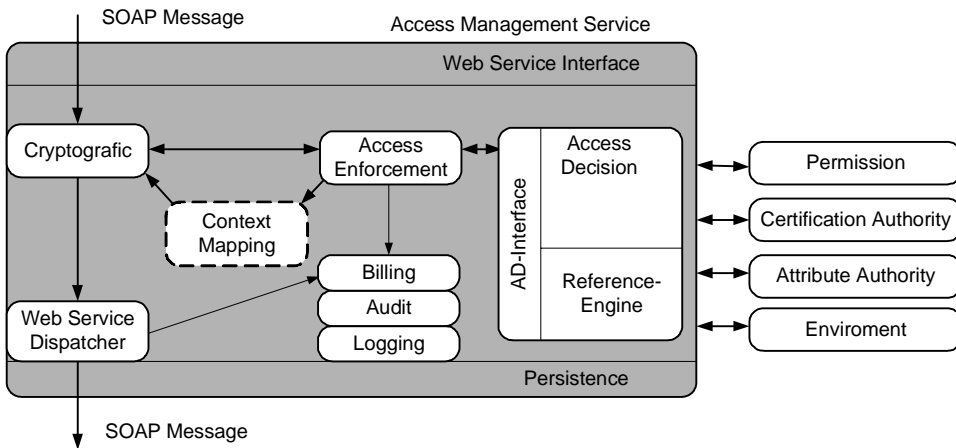 SOAP Message
Access Management Service
Web Service Interface
Cryptografic
Access
Enforcement
AD-Interface
Access
Decision
Permission
Context
Mapping
Certification Authority
Billing
Reference-
Engine
Attribute Authority
Web Service
Dispatcher
Audit
Logging
Enviroment
Persistence
SOAP Message